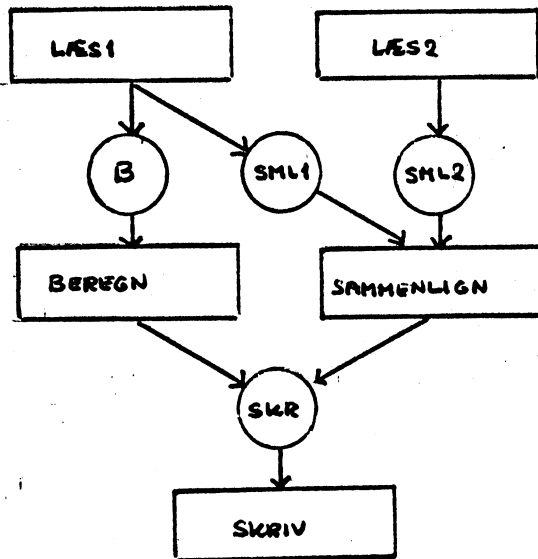 LÆS1
LÆS2
B
SML1
SML2
BEREGN
SAMMENLIGN
SKR
SKRIV